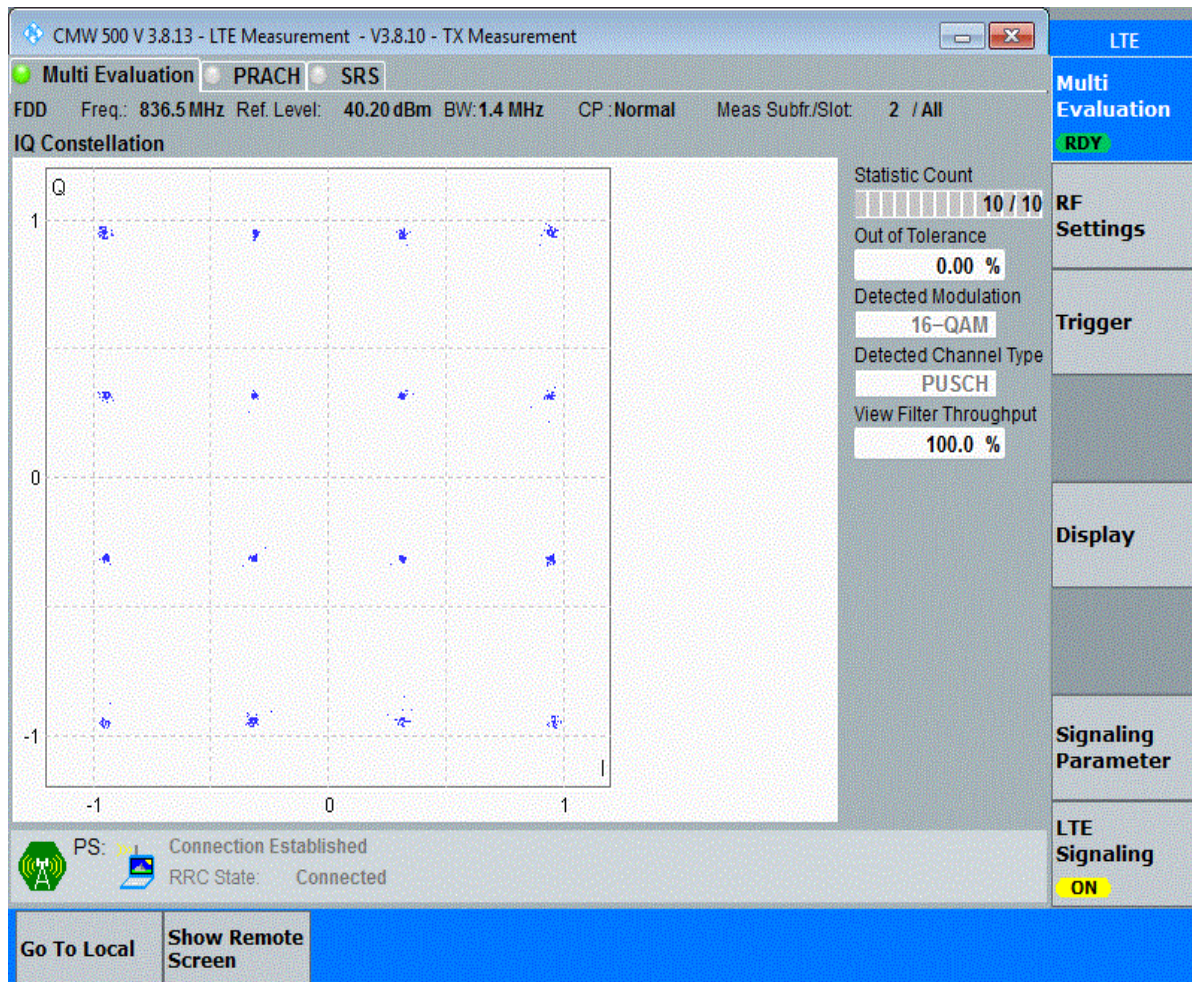 CMW 500 V 3.8.13 - LTE Measurement - V3.8.10 - TX Measurement
LTE
Multi Evaluation PRACH SRS
FDD Freq.: 836.5 MHz Ref. Level: 40.20 dBm BW: 1.4 MHz CP : Normal Meas Subfr./Slot: 2 / All
IQ Constellation
Q
1
0
-1
I
-1 0 1
Statistic Count
10 / 10
Out of Tolerance
0.00 %
Detected Modulation
16-QAM
Detected Channel Type
PUSCH
View Filter Throughput
100.0 %
Multi
Evaluation
RDY
RF
Settings
Trigger
Display
Signaling
Parameter
LTE
Signaling
ON
PS: Connection Established
RRC State: Connected
Go To Local
Show Remote
Screen